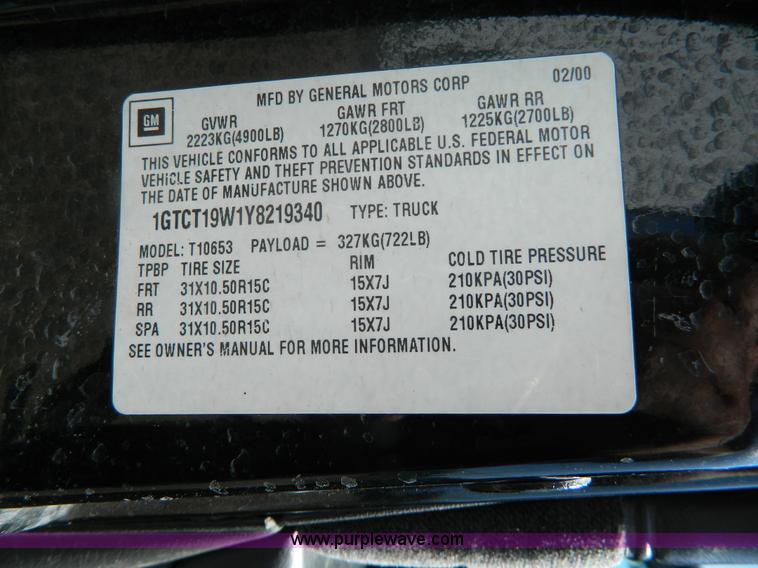 MFD BY GENERAL MOTORS CORP 02/00
GM
GVWR GAWR FRT GAWR RR
2223KG(4900LB) 1270KG(2800LB) 1225KG(2700LB)
THIS VEHICLE CONFORMS TO ALL APPLICABLE U.S. FEDERAL MOTOR
VEHICLE SAFETY AND THEFT PREVENTION STANDARDS IN EFFECT ON
THE DATE OF MANUFACTURE SHOWN ABOVE.
1GTCT19W1Y8219340 TYPE: TRUCK
MODEL: T10653 PAYLOAD = 327KG(722LB)
TPBP TIRE SIZE RIM COLD TIRE PRESSURE
FRT 31X10.50R15C 15X7J 210KPA(30PSI)
RR 31X10.50R15C 15X7J 210KPA(30PSI)
SPA 31X10.50R15C 15X7J 210KPA(30PSI)
SEE OWNER'S MANUAL FOR MORE INFORMATION.
www.purplewave.com